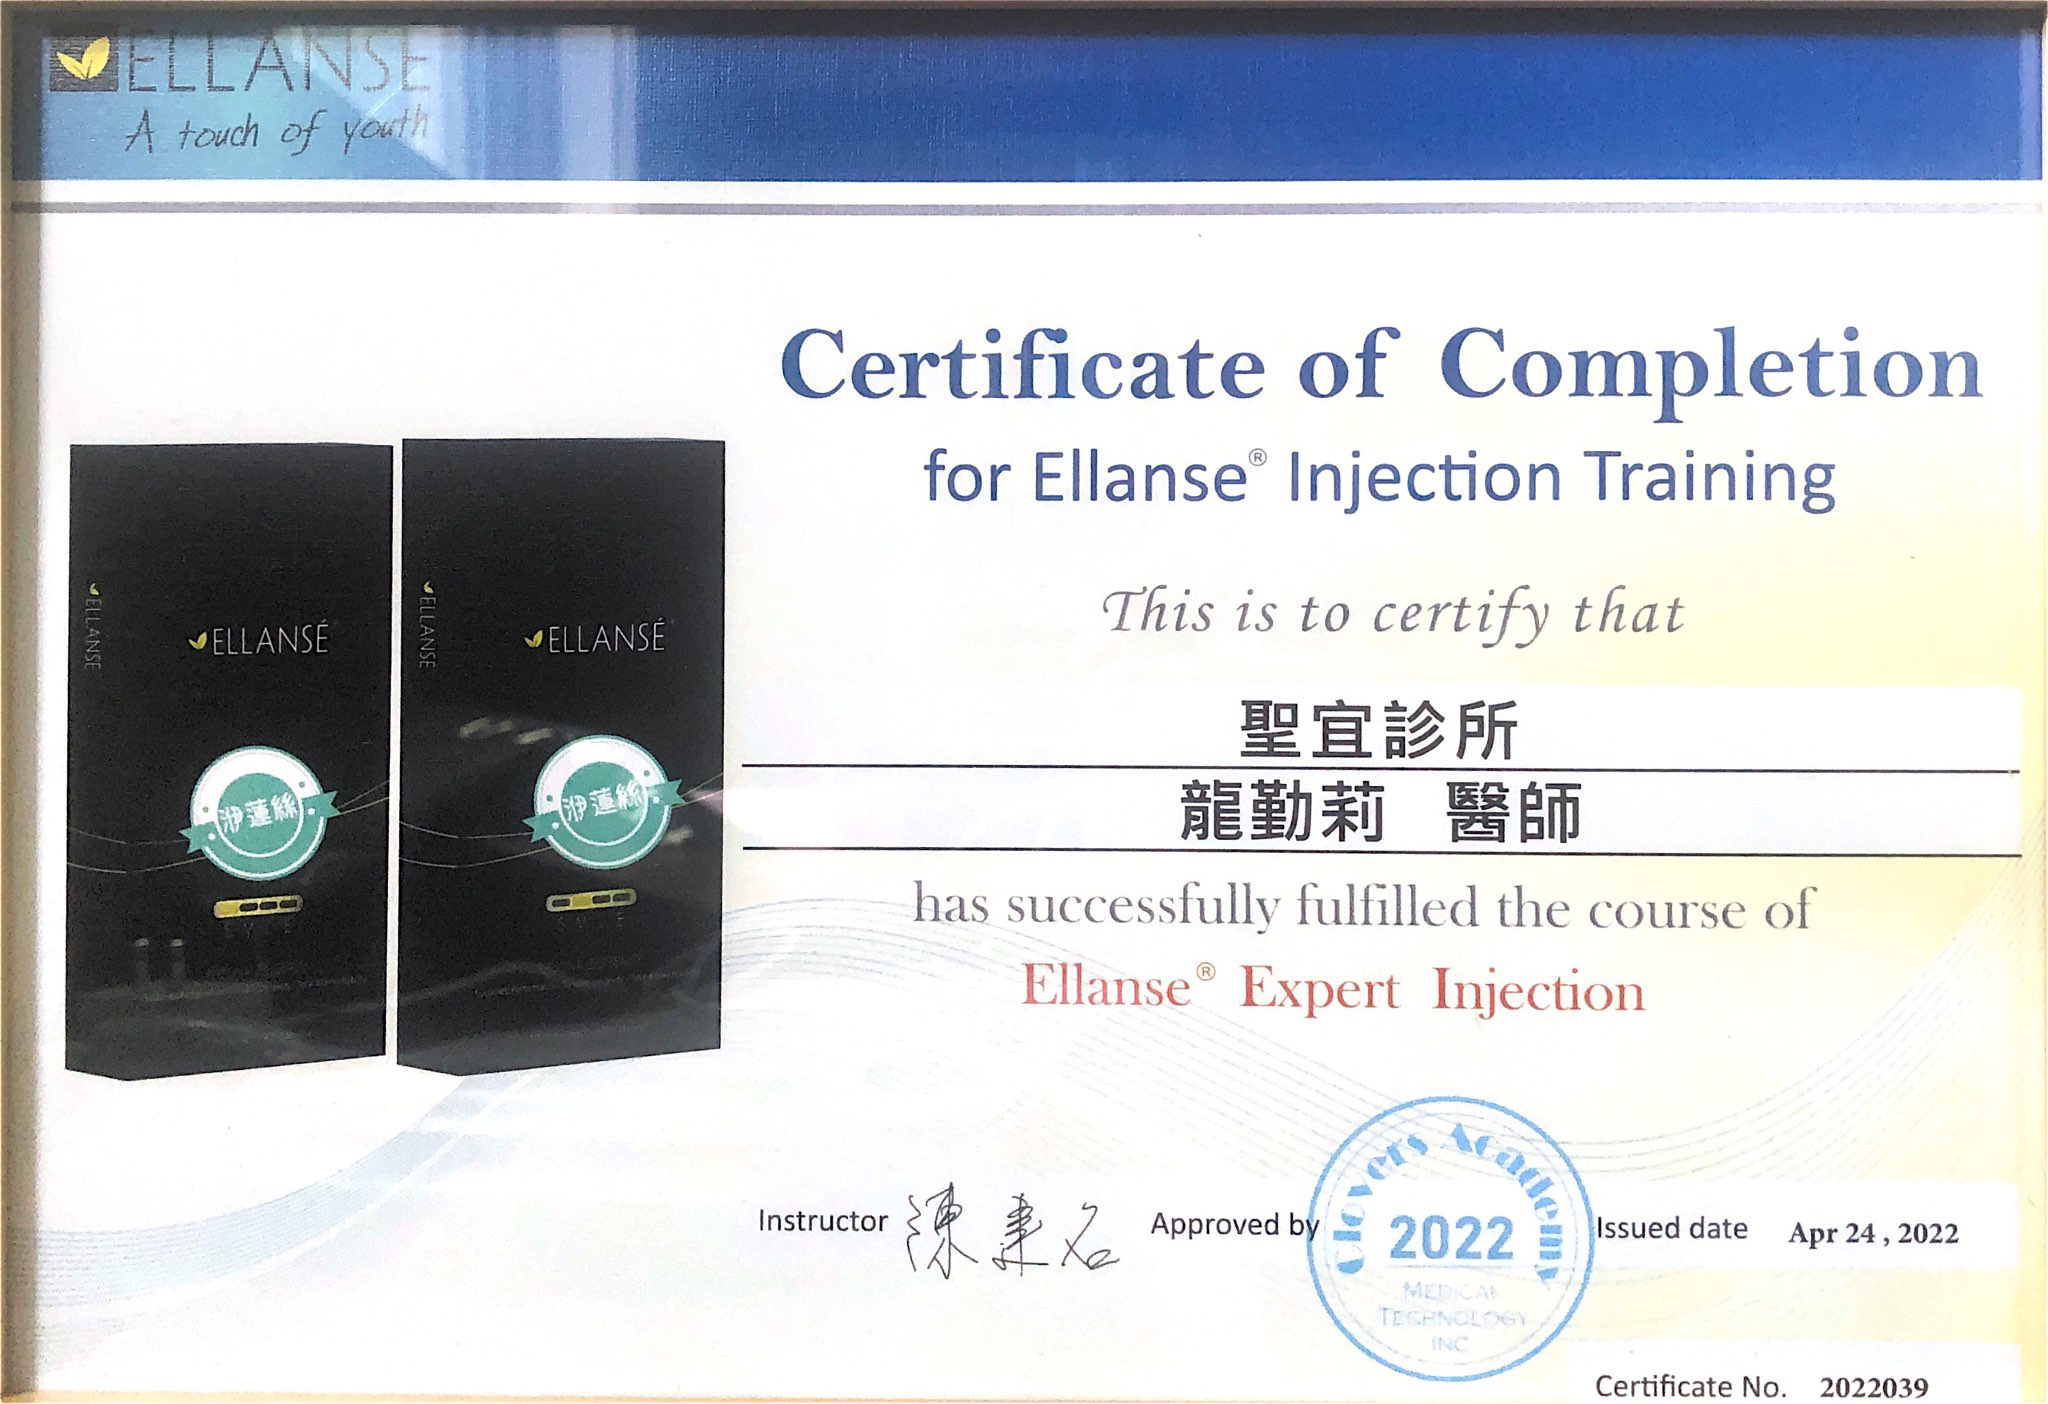 ELLANSE
A touch of youth
Certificate of Completion
for Ellanse® Injection Training
This is to certify that
聖宜診所
龍勤莉 醫師
has successfully fulfilled the course of
Ellanse® Expert Injection
ELLANSE
ELLANSÉ
洢蓮絲
ELLANSE
ELLANSÉ
洢蓮絲
Instructor 陳建名 Approved by
Clovers Academy
2022
MEDICAL
TECHNOLOGY
INC
Issued date Apr 24 , 2022
Certificate No. 2022039